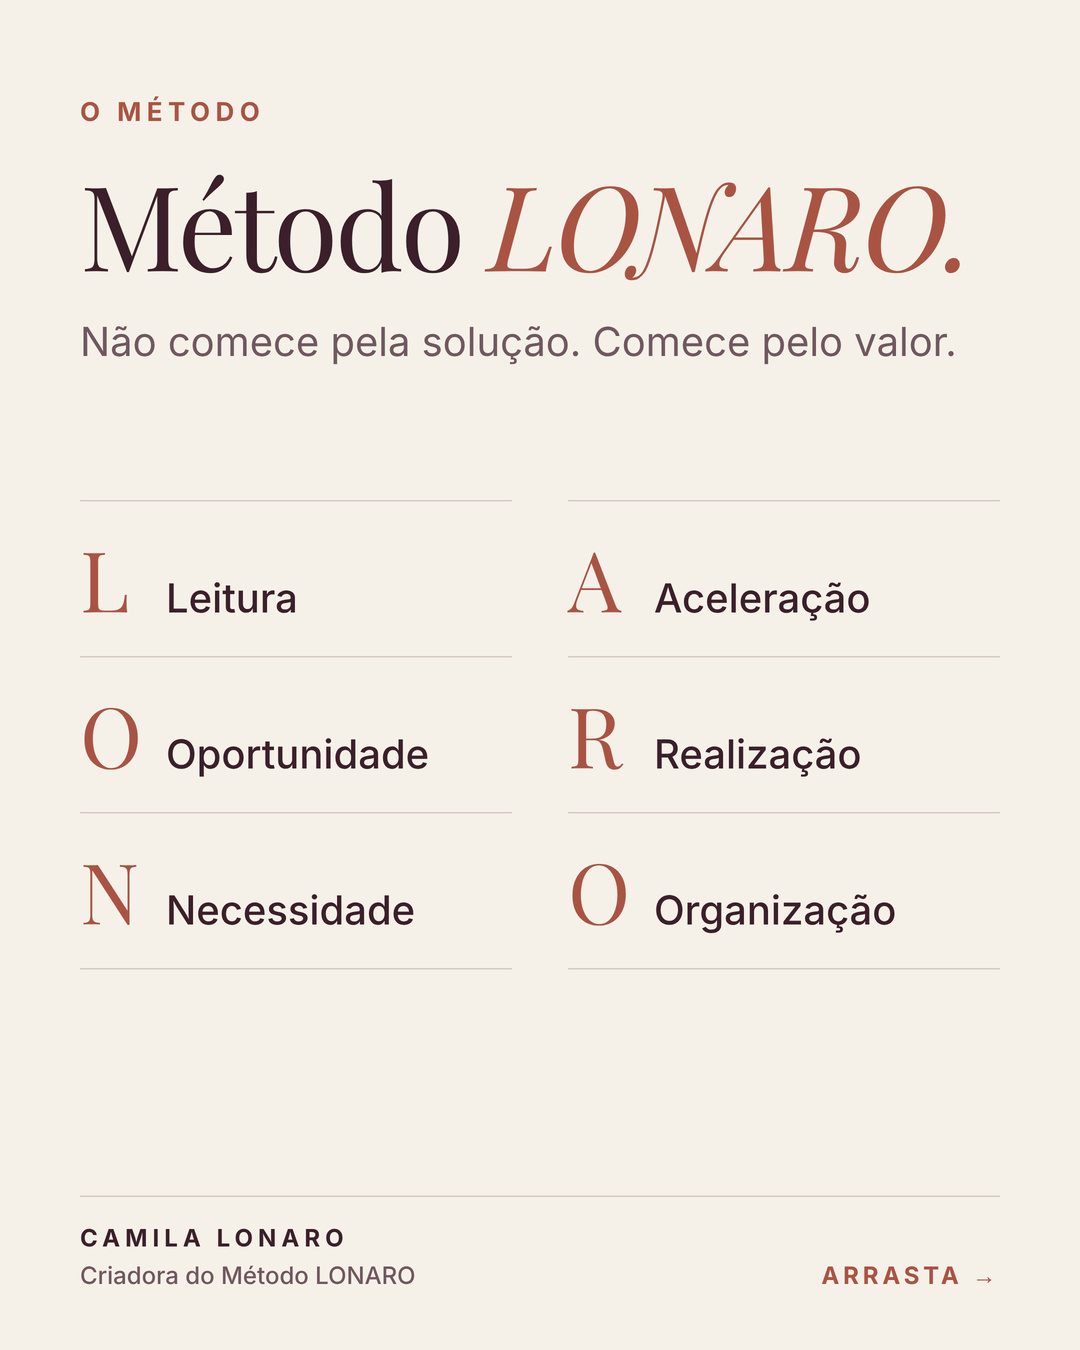 O MÉTODO
Método LONARO.
Não comece pela solução. Comece pelo valor.
L Leitura
O Oportunidade
N Necessidade
A Aceleração
R Realização
O Organização
CAMILA LONARO
Criadora do Método LONARO
ARRASTA →